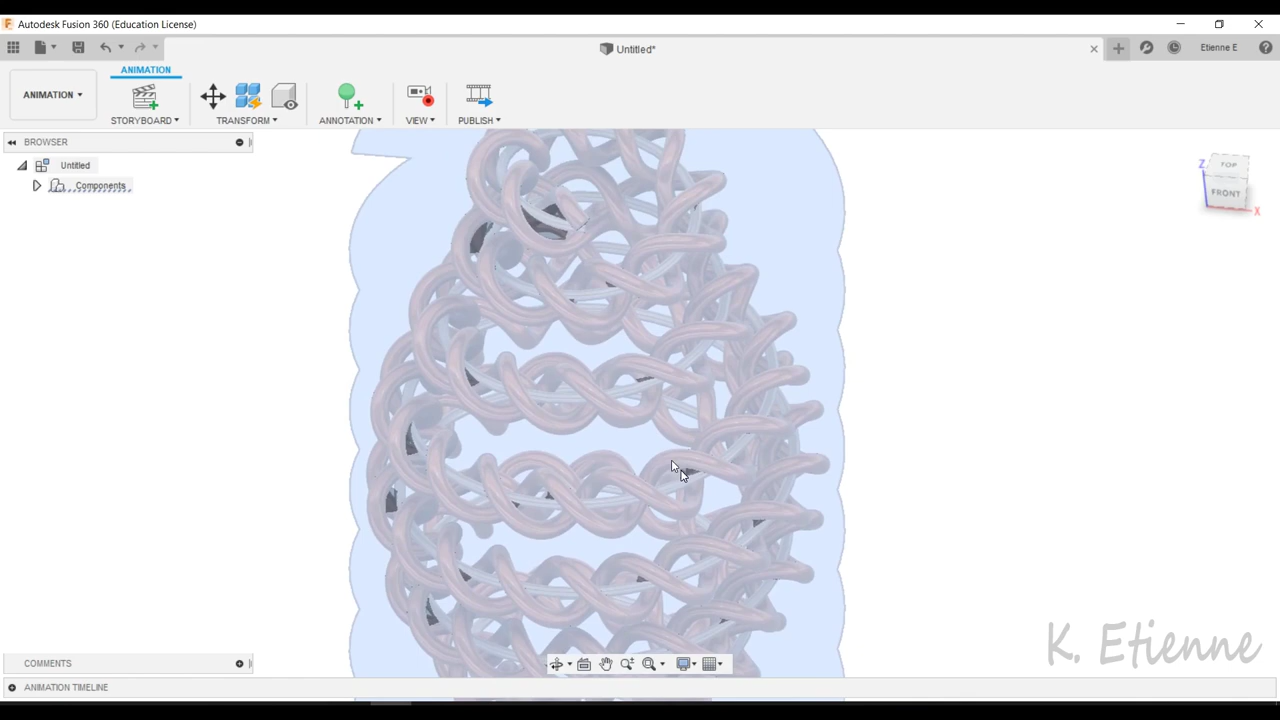 Autodesk Fusion 360 (Education License)
Untitled*
Etienne E
ANIMATION
ANIMATION
STORYBOARD
TRANSFORM
ANNOTATION
VIEW
PUBLISH
BROWSER
Untitled
Components
TOP
FRONT
Z
X
K. Etienne
COMMENTS
ANIMATION TIMELINE